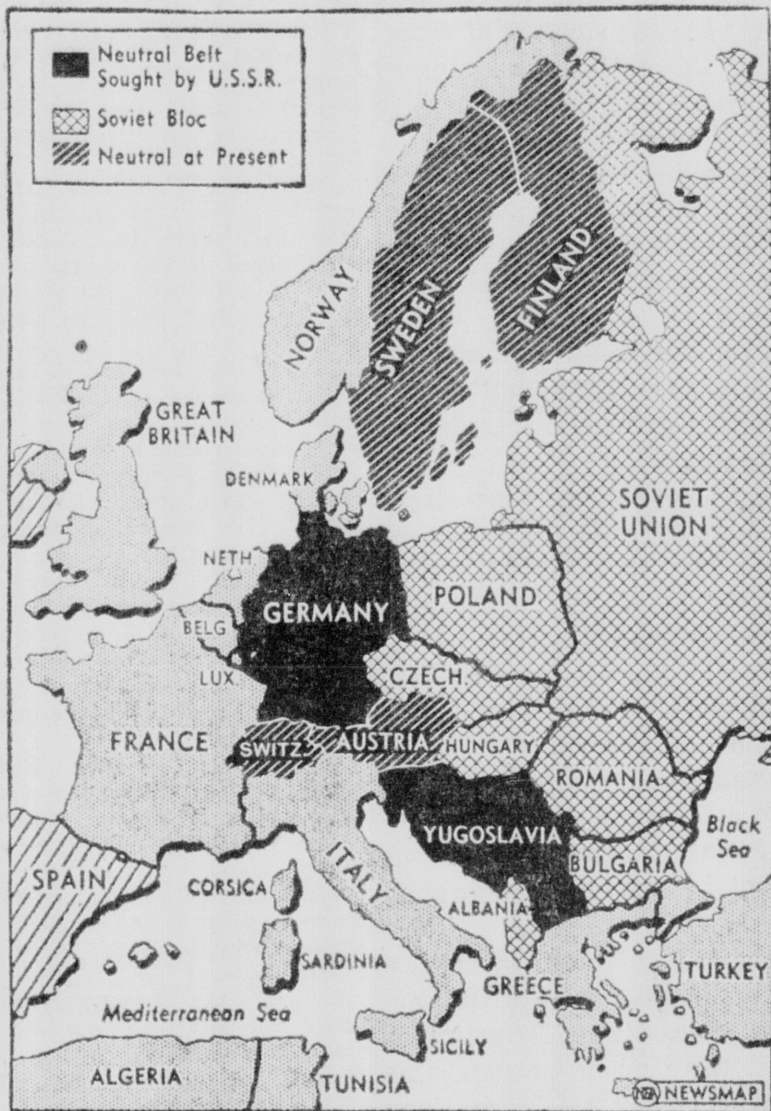 Neutral Belt
Sought by U.S.S.R.
Soviet Bloc
Neutral at Present
NORWAY
SWEDEN
FINLAND
GREAT
BRITAIN
DENMARK
SOVIET
UNION
NETH.
GERMANY
POLAND
BELG
LUX.
CZECH.
FRANCE
SWITZ.
AUSTRIA
HUNGARY
ROMANIA
YUGOSLAVIA
Black
Sea
BULGARIA
SPAIN
CORSICA
ITALY
ALBANIA
SARDINIA
GREECE
TURKEY
Mediterranean Sea
SICILY
ALGERIA
TUNISIA
NEA NEWSMAP